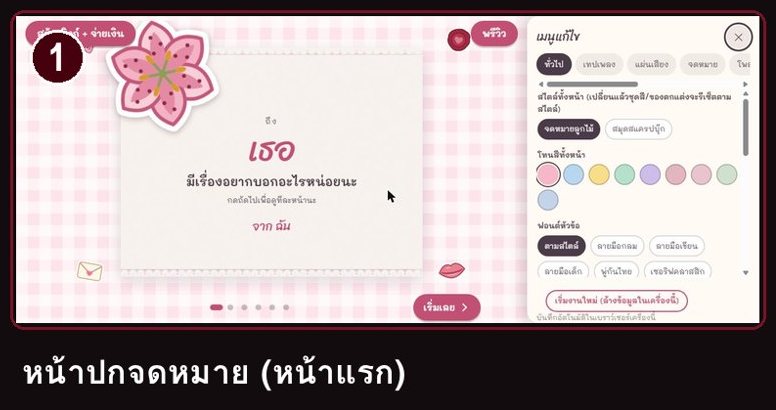 + จ่ายเงิน
1
พรีวิว
ถึง
เธอ
มีเรื่องอยากบอกอะไรหน่อยนะ
กดถัดไปเพื่อดูทีละหน้านะ
จาก ฉัน
เริ่มเลย
เมนูแก้ไข
ทั่วไป เทปเพลง แผ่นเสียง จดหมาย
สไตล์ทั้งหน้า (เปลี่ยนแล้วชุดสี/ของตกแต่งจะรีเซ็ตตาม
สไตล์)
จดหมายลูกไม้ สมุดสแครปบุ๊ก
โทนสีทั้งหน้า
ฟอนต์หัวข้อ
ตามสไตล์ ลายมือกลม ลายมือเขียน
ลายมือเด็ก พู่กันไทย เซอริฟคลาสสิก
เริ่มงานใหม่ (ล้างข้อมูลในเครื่องนี้)
บันทึกอัตโนมัติในเบราว์เซอร์เครื่องนี้
หน้าปกจดหมาย (หน้าแรก)